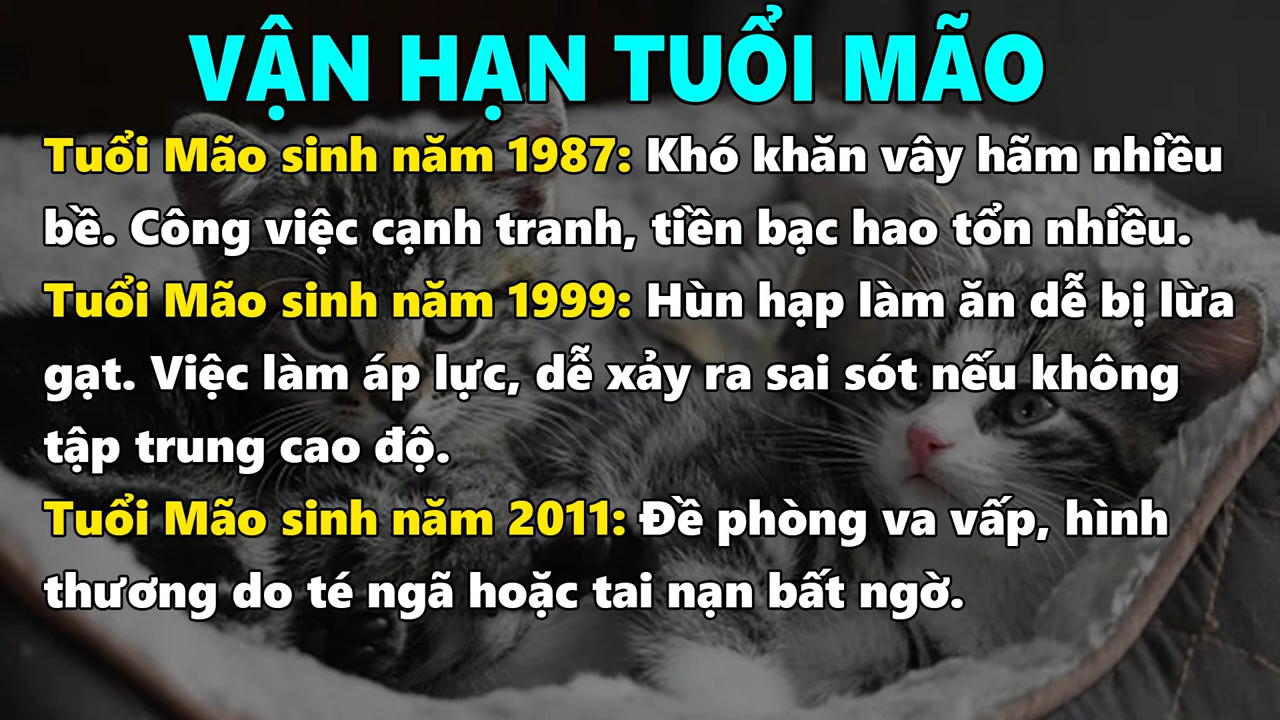 VẬN HẠN TUỔI MÃO
Tuổi Mão sinh năm 1987: Khó khăn vây hãm nhiều
bề. Công việc cạnh tranh, tiền bạc hao tổn nhiều.
Tuổi Mão sinh năm 1999: Hùn hạp làm ăn dễ bị lừa
gạt. Việc làm áp lực, dễ xảy ra sai sót nếu không
tập trung cao độ.
Tuổi Mão sinh năm 2011: Đề phòng va vấp, hình
thương do té ngã hoặc tai nạn bất ngờ.